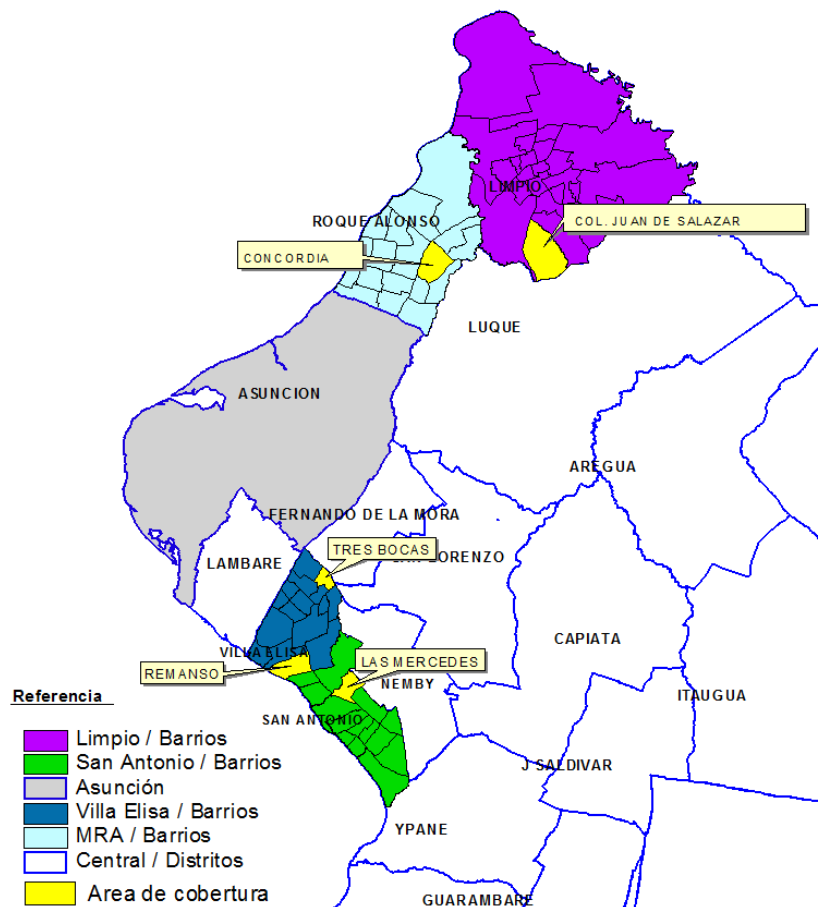 LIMPIO
COL. JUAN DE SALAZAR
ROQUE ALONSO
CONCORDIA
LUQUE
ASUNCION
AREGUA
FERNANDO DE LA MORA
TRES BOCAS
LAMBARE
LORENZO
CAPIATA
VILLA ELISA
LAS MERCEDES
REMANSO
NEMBY
ITAUGUA
SAN ANTONIO
J SALDIVAR
YPANE
GUARAMBARE
Referencia
Limpio / Barrios
San Antonio / Barrios
Asunción
Villa Elisa / Barrios
MRA / Barrios
Central / Distritos
Area de cobertura